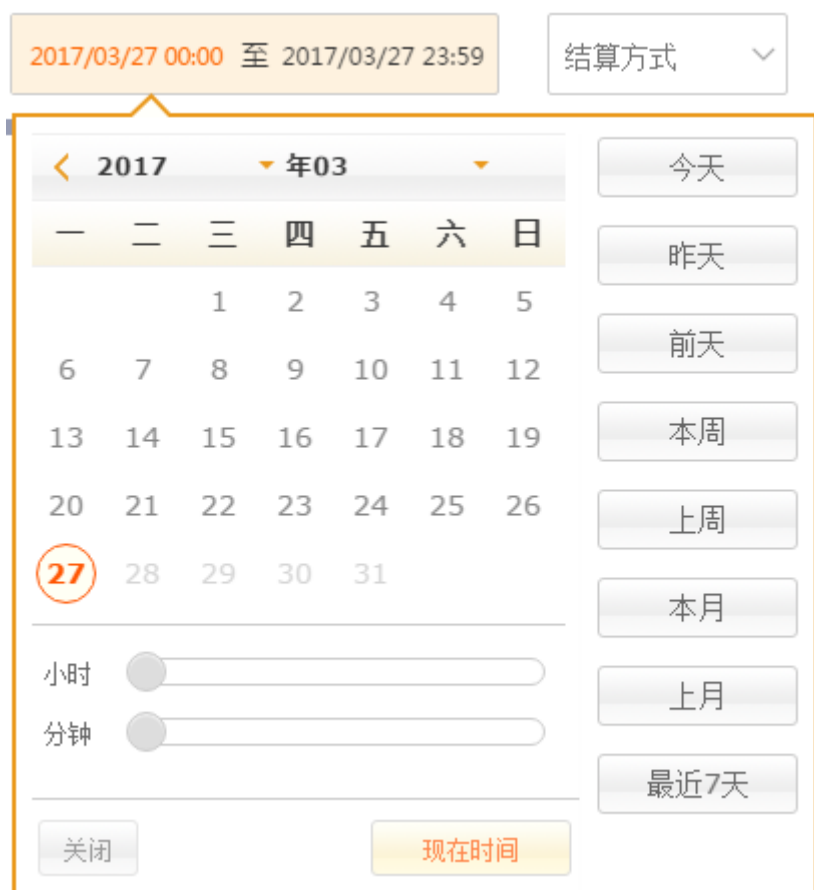 2017/03/27 00:00 至 2017/03/27 23:59
结算方式
2017 年03
一 二 三 四 五 六 日
1 2 3 4 5
6 7 8 9 10 11 12
13 14 15 16 17 18 19
20 21 22 23 24 25 26
27 28 29 30 31
小时
分钟
关闭 现在时间
今天
昨天
前天
本周
上周
本月
上月
最近7天